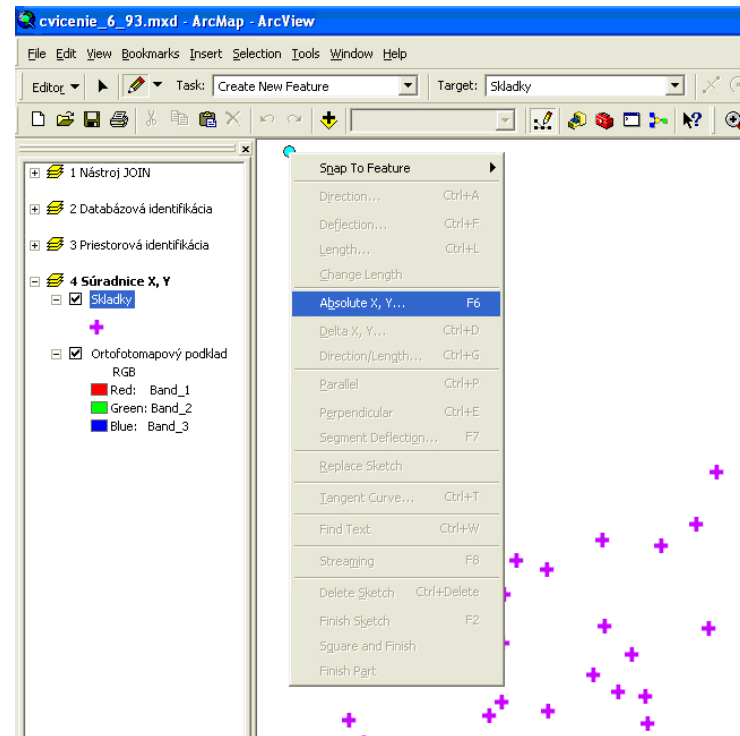 cvicenie_6_93.mxd - ArcMap - ArcView
File Edit View Bookmarks Insert Selection Tools Window Help
Editor Task: Create New Feature Target: Skladky
1 Nástroj JOIN
2 Databázová identifikácia
3 Priestorová identifikácia
4 Súradnice X, Y
Skladky
Ortofotomapový podklad
RGB
Red: Band_1
Green: Band_2
Blue: Band_3
Snap To Feature
Direction... Ctrl+A
Deflection... Ctrl+F
Length... Ctrl+L
Change Length
Absolute X, Y... F6
Delta X, Y... Ctrl+D
Direction/Length... Ctrl+G
Parallel Ctrl+P
Perpendicular Ctrl+E
Segment Deflection... F7
Replace Sketch
Tangent Curve... Ctrl+T
Find Text Ctrl+W
Streaming F8
Delete Sketch Ctrl+Delete
Finish Sketch F2
Square and Finish
Finish Part